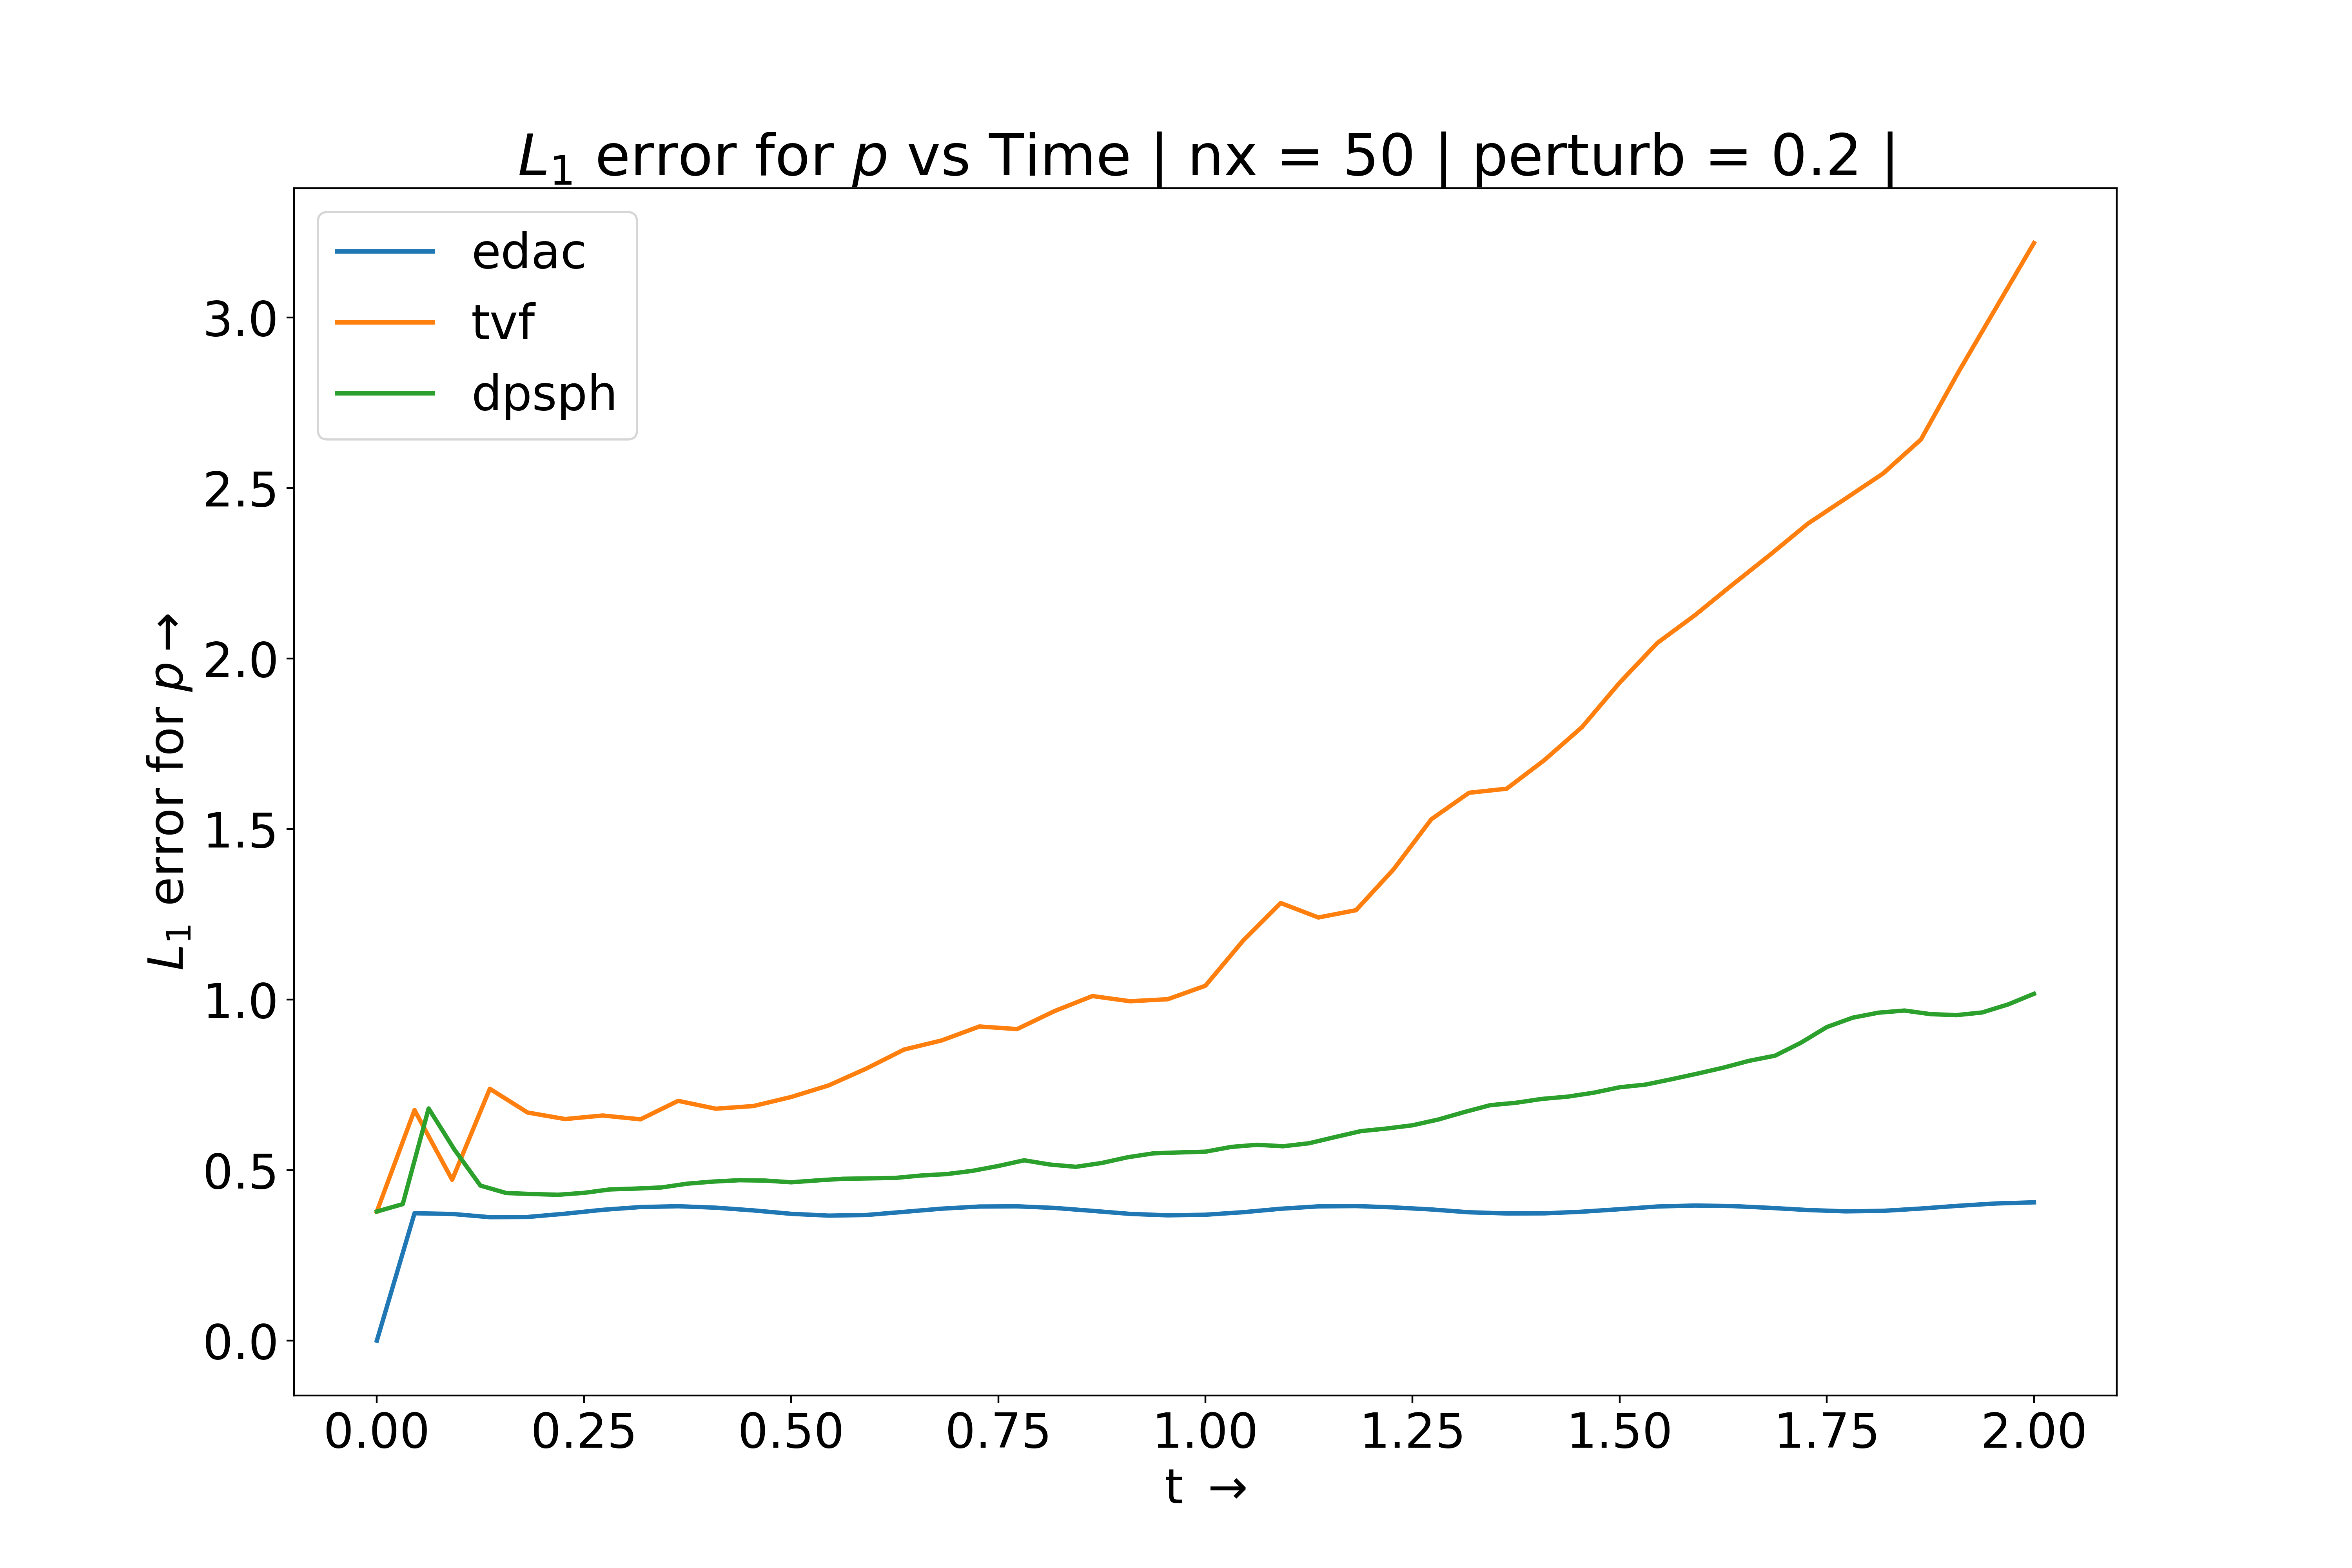 L₁ error for p vs Time | nx = 50 | perturb = 0.2 |
edac
tvf
dpsph
L₁ error for p→
3.0
2.5
2.0
1.5
1.0
0.5
0.0
0.00 0.25 0.50 0.75 1.00 1.25 1.50 1.75 2.00
t →